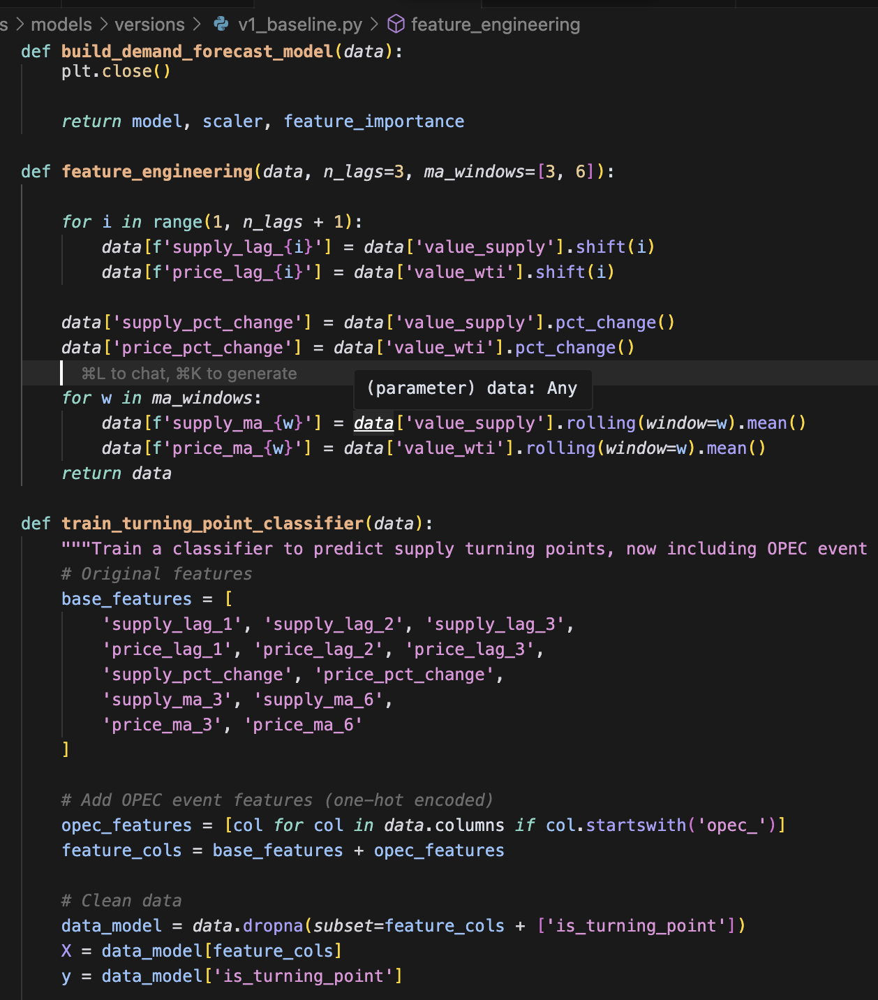 s > models > versions > v1_baseline.py > feature_engineering
def build_demand_forecast_model(data):
    plt.close()
    return model, scaler, feature_importance
def feature_engineering(data, n_lags=3, ma_windows=[3, 6]):
    for i in range(1, n_lags + 1):
        data[f'supply_lag_{i}'] = data['value_supply'].shift(i)
        data[f'price_lag_{i}'] = data['value_wti'].shift(i)
    data['supply_pct_change'] = data['value_supply'].pct_change()
    data['price_pct_change'] = data['value_wti'].pct_change()
    ⌘L to chat, ⌘K to generate
(parameter) data: Any
    for w in ma_windows:
        data[f'supply_ma_{w}'] = data['value_supply'].rolling(window=w).mean()
        data[f'price_ma_{w}'] = data['value_wti'].rolling(window=w).mean()
    return data
def train_turning_point_classifier(data):
    """Train a classifier to predict supply turning points, now including OPEC event
    # Original features
    base_features = [
        'supply_lag_1', 'supply_lag_2', 'supply_lag_3',
        'price_lag_1', 'price_lag_2', 'price_lag_3',
        'supply_pct_change', 'price_pct_change',
        'supply_ma_3', 'supply_ma_6',
        'price_ma_3', 'price_ma_6'
    ]
    # Add OPEC event features (one-hot encoded)
    opec_features = [col for col in data.columns if col.startswith('opec_')]
    feature_cols = base_features + opec_features
    # Clean data
    data_model = data.dropna(subset=feature_cols + ['is_turning_point'])
    X = data_model[feature_cols]
    y = data_model['is_turning_point']